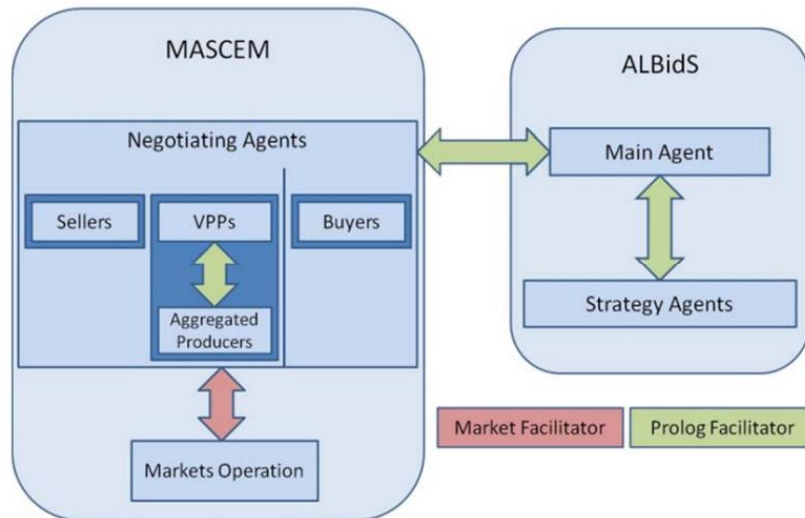 MASCEM
Negotiating Agents
Sellers
VPPs
Buyers
Aggregated
Producers
Markets Operation
ALBidS
Main Agent
Strategy Agents
Market Facilitator
Prolog Facilitator